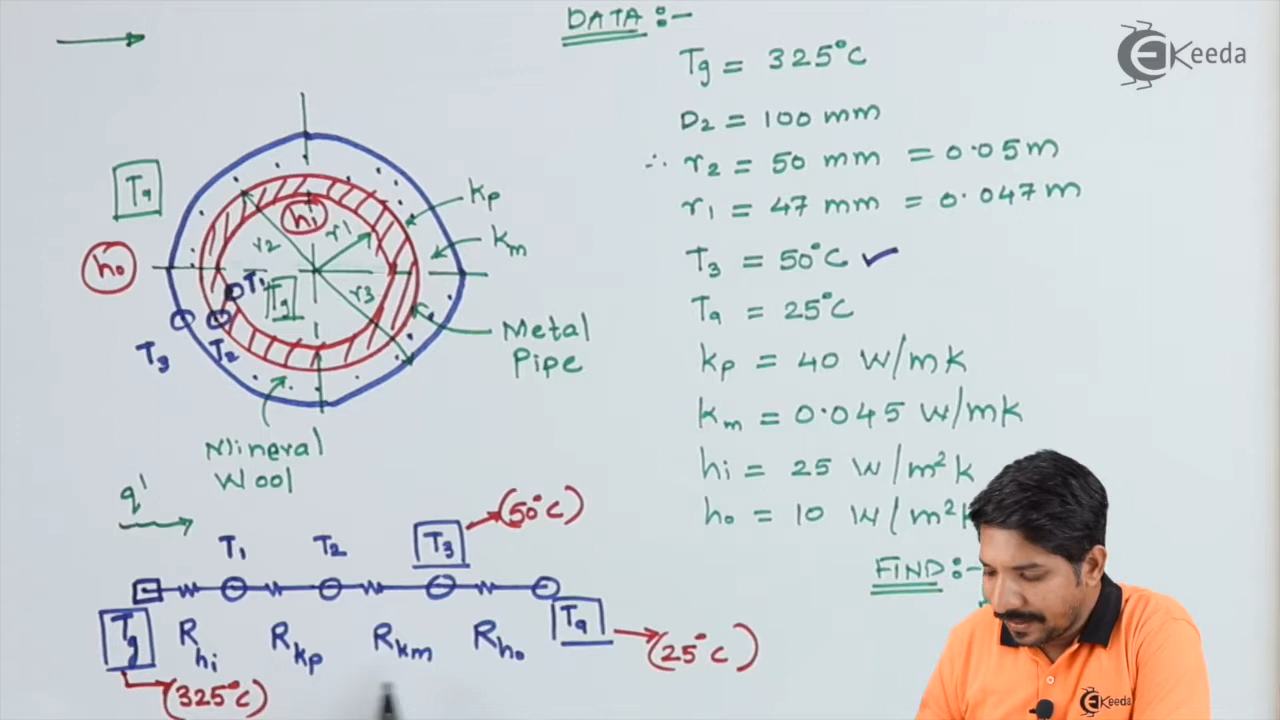 DATA :-
Tg = 325°C
D2 = 100 mm
∴ r2 = 50 mm = 0.05m
r1 = 47 mm = 0.047m
T3 = 50°C ✓
Ta = 25°C
kp = 40 W/mK
km = 0.045 W/mK
hi = 25 W/m²K
ho = 10 W/m²K
FIND :-
Ta
ho
hi
r1
r2
r3
kp
km
T1
Tg
T2
T3
Metal
Pipe
Mineral
Wool
q'
(50°C)
T1 T2 T3
Tg Rhi Rkp Rkm Rho Ta
(25°C)
(325°C)
EKeeda
EKeeda